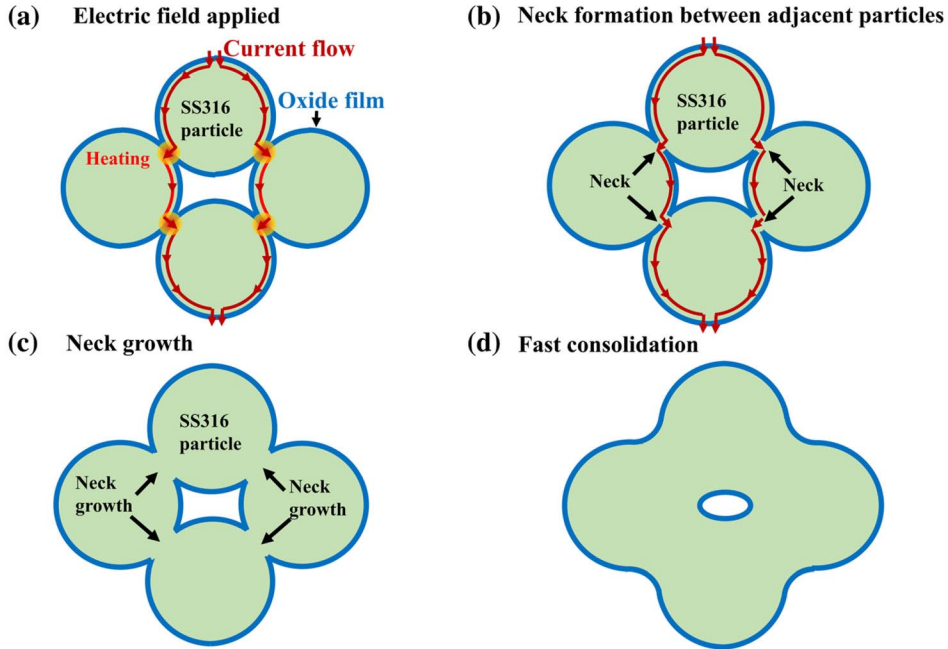 (a) Electric field applied
Current flow
Oxide film
SS316
particle
Heating
(b) Neck formation between adjacent particles
SS316
particle
Neck
Neck
(c) Neck growth
SS316
particle
Neck
growth
Neck
growth
(d) Fast consolidation